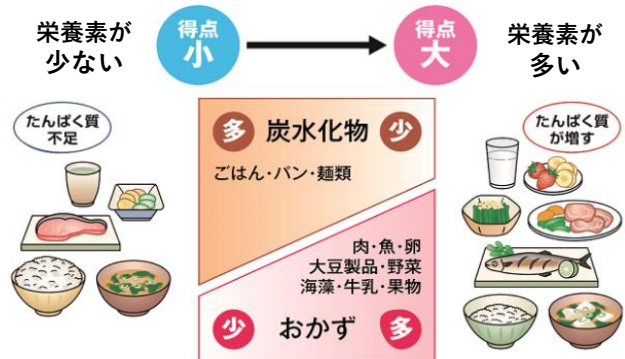 栄養素が
少ない
得点
小
得点
大
栄養素が
多い
たんぱく質
不足
多 炭水化物 少
ごはん・パン・麺類
たんぱく質
が増す
肉・魚・卵
大豆製品・野菜
海藻・牛乳・果物
少 おかず 多